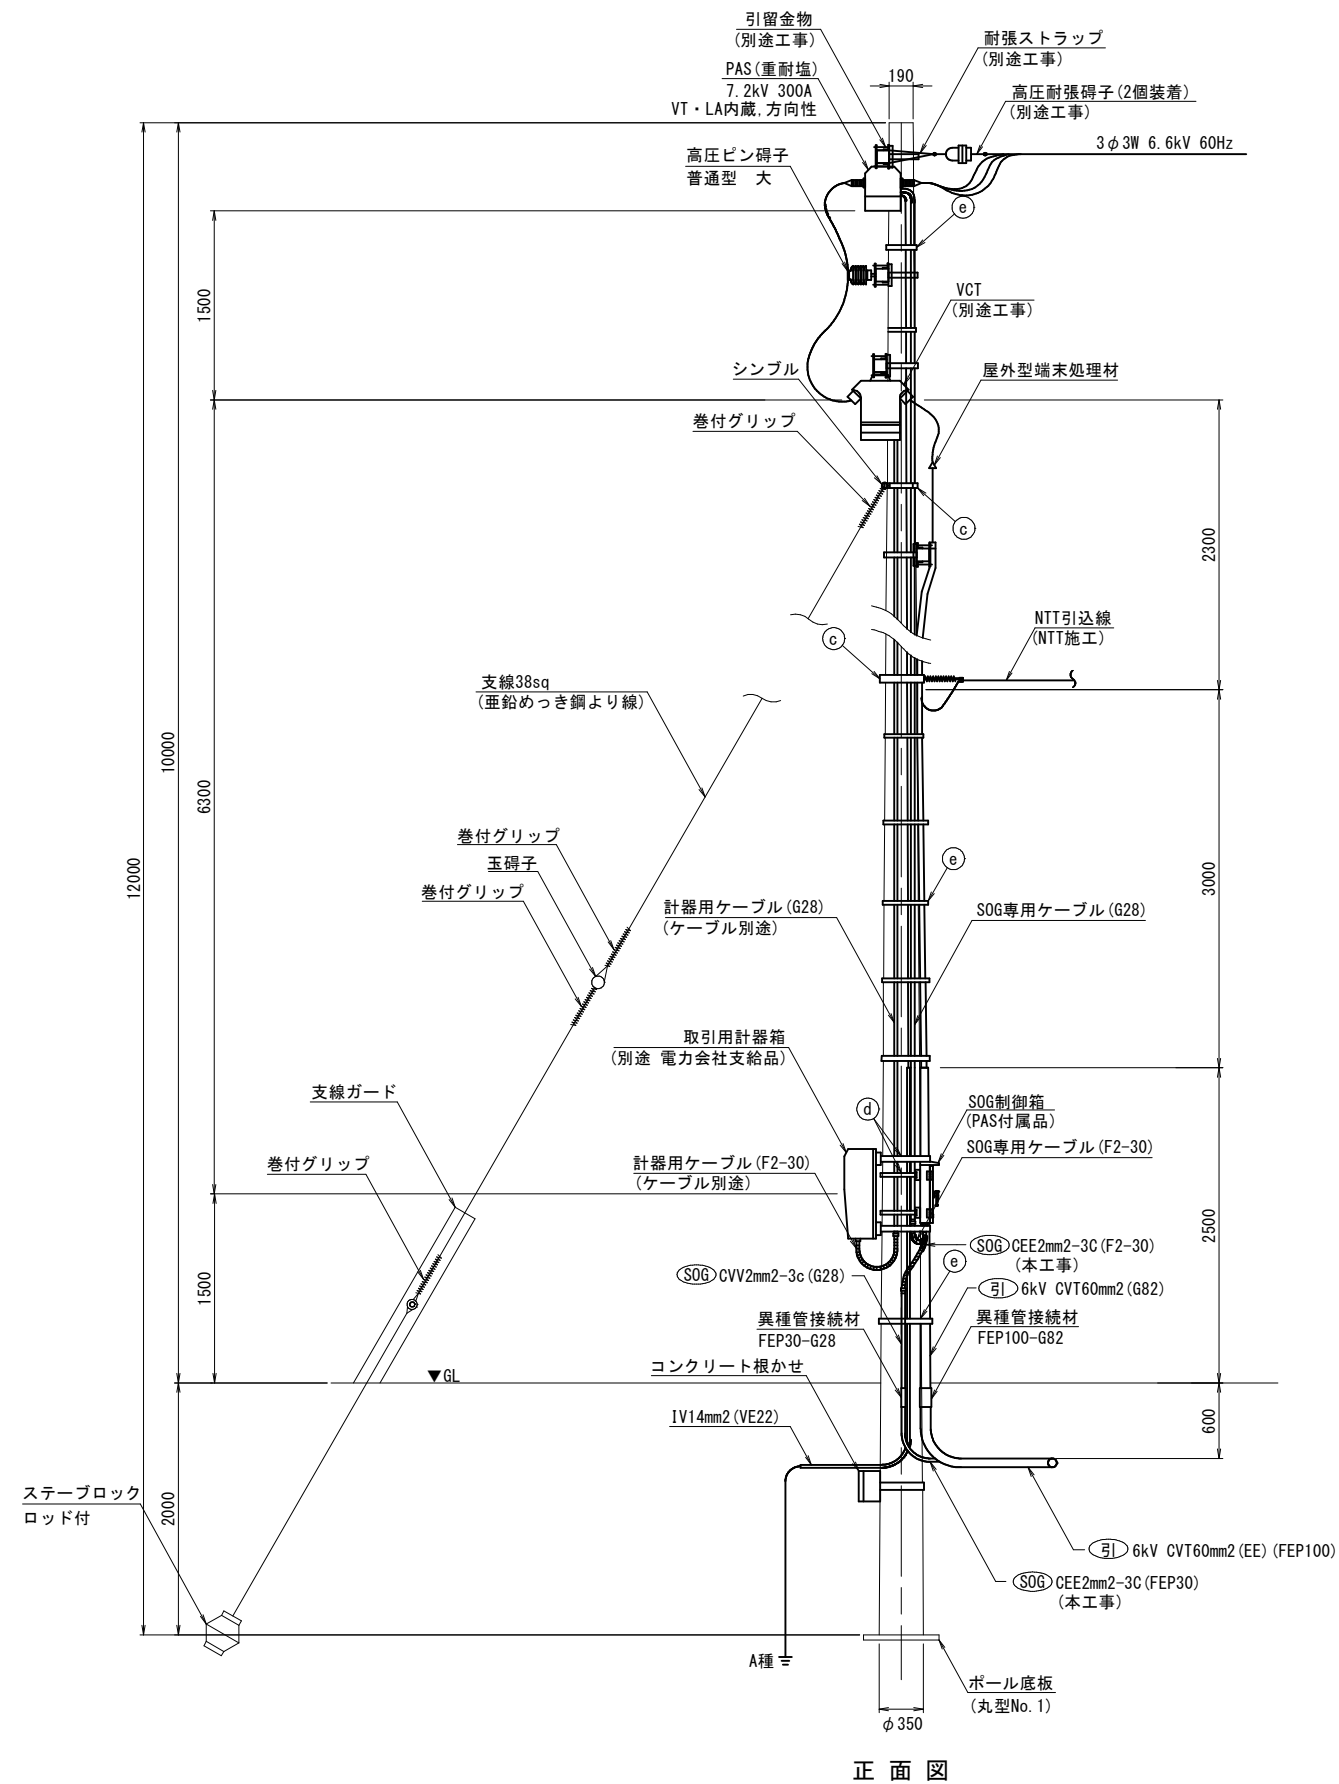 引留金物
(別途工事)
耐張ストラップ
(別途工事)
PAS(重耐塩)
7.2kV 300A
VT・LA内蔵,方向性
190
高圧耐張碍子(2個装着)
(別途工事)
3φ3W 6.6kV 60Hz
高圧ピン碍子
普通型 大
e
VCT
(別途工事)
1500
シンブル
屋外型端末処理材
巻付グリップ
c
2300
NTT引込線
(NTT施工)
c
支線38sq
(亜鉛めっき鋼より線)
10000
6300
12000
巻付グリップ
玉碍子
巻付グリップ
e
3000
計器用ケーブル(G28)
(ケーブル別途)
SOG専用ケーブル(G28)
取引用計器箱
(別途 電力会社支給品)
支線ガード
d
SOG制御箱
(PAS付属品)
SOG専用ケーブル(F2-30)
巻付グリップ
計器用ケーブル(F2-30)
(ケーブル別途)
2500
SOG CEE2mm2-3C(F2-30)
(本工事)
e
1500
SOG CVV2mm2-3c(G28)
引 6kV CVT60mm2(G82)
異種管接続材
FEP30-G28
異種管接続材
FEP100-G82
コンクリート根かせ
▼GL
IV14mm2(VE22)
600
ステーブロック
ロッド付
2000
引 6kV CVT60mm2(EE)(FEP100)
SOG CEE2mm2-3C(FEP30)
(本工事)
A種
ポール底板
(丸型No.1)
φ350
正面図